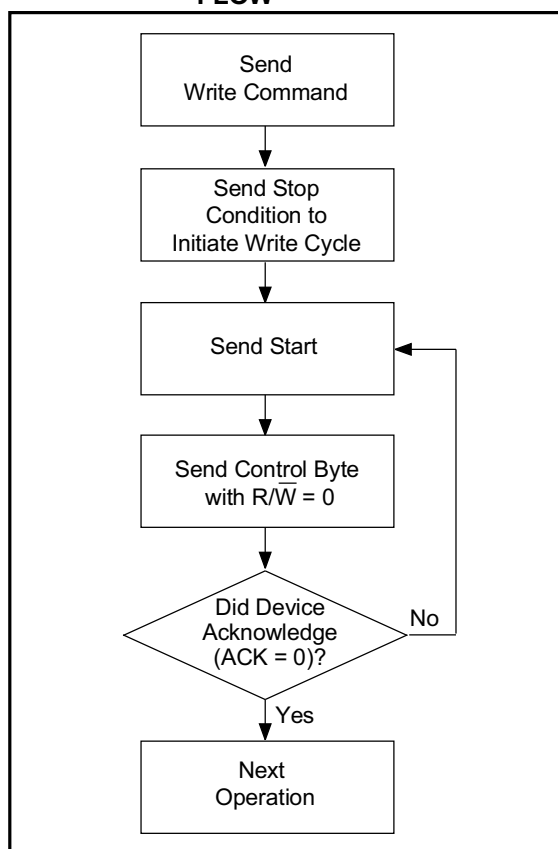 Send
Write Command
Send Stop
Condition to
Initiate Write Cycle
Send Start
Send Control Byte
with R/W̅ = 0
Did Device
Acknowledge
(ACK = 0)?
No
Yes
Next
Operation